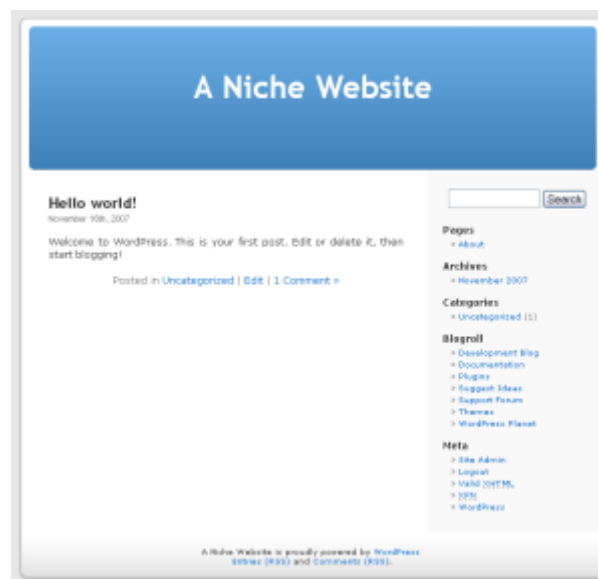 A Niche Website
Hello world!
November 10th, 2007
Welcome to WordPress. This is your first post. Edit or delete it, then
start blogging!
Posted in Uncategorized | Edit | 1 Comment »
Search
Pages
» About
Archives
» November 2007
Categories
» Uncategorized (1)
Blogroll
» Development Blog
» Documentation
» Plugins
» Suggest Ideas
» Support Forum
» Themes
» WordPress Planet
Meta
» Site Admin
» Logout
» Valid XHTML
» XFN
» WordPress
A Niche Website is proudly powered by WordPress
Entries (RSS) and Comments (RSS).